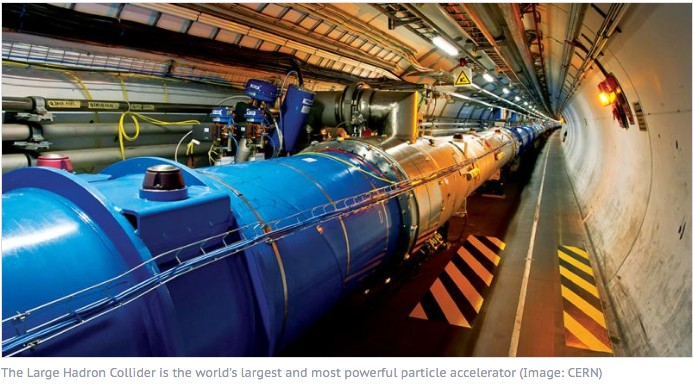 The Large Hadron Collider is the world's largest and most powerful particle accelerator (Image: CERN)